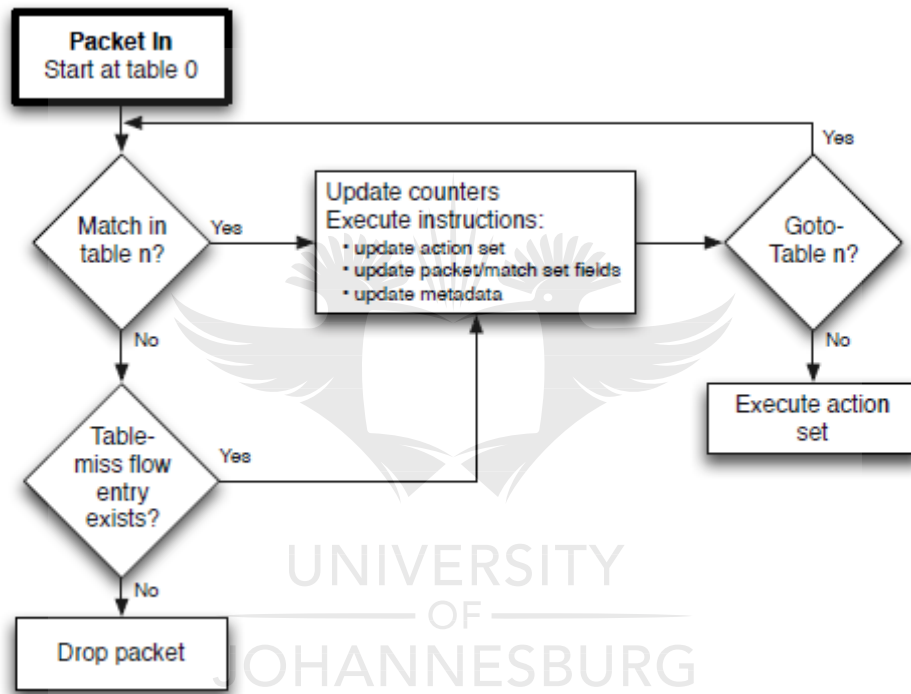 Packet In
Start at table 0
Yes
Match in
table n?
Yes
Update counters
Execute instructions:
• update action set
• update packet/match set fields
• update metadata
Goto-
Table n?
No
No
Execute action
set
Table-
miss flow
entry
exists?
Yes
No
Drop packet
UNIVERSITY
OF
JOHANNESBURG